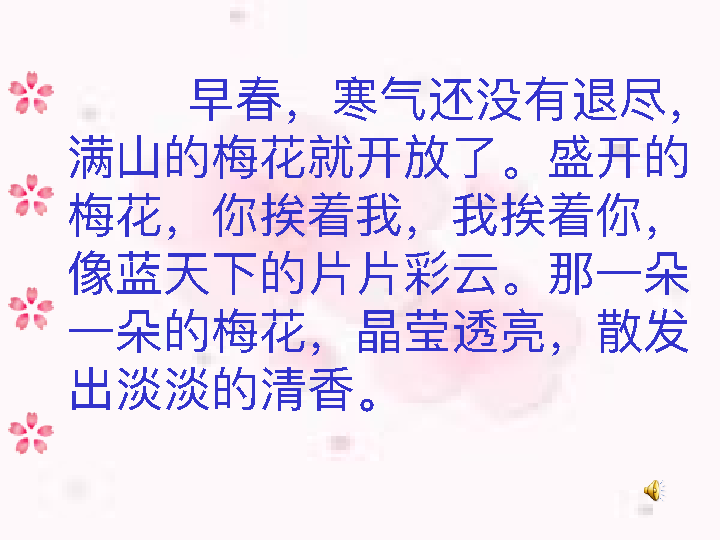 早春，寒气还没有退尽，
满山的梅花就开放了。盛开的
梅花，你挨着我，我挨着你，
像蓝天下的片片彩云。那一朵
一朵的梅花，晶莹透亮，散发
出淡淡的清香。